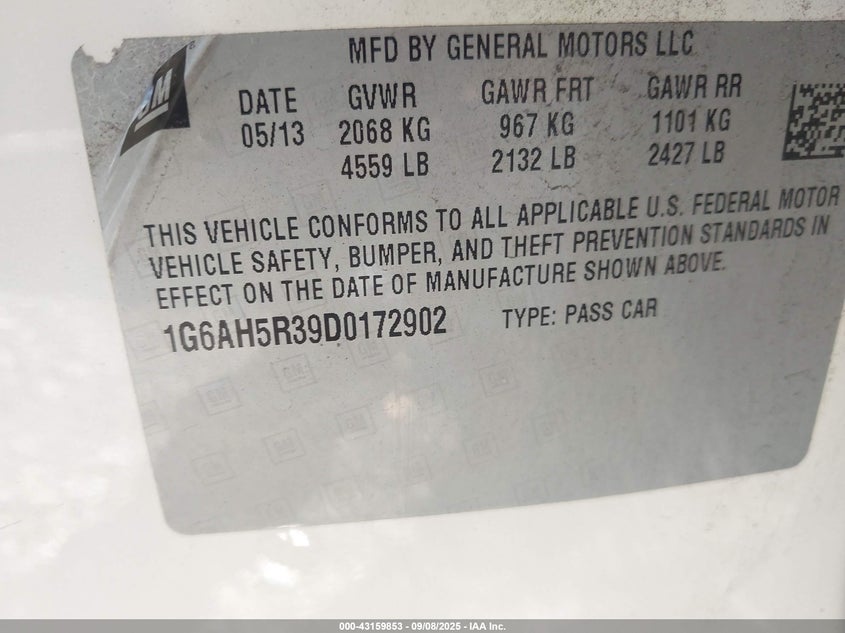 MFD BY GENERAL MOTORS LLC
GM
DATE GVWR GAWR FRT GAWR RR
05/13 2068 KG 967 KG 1101 KG
4559 LB 2132 LB 2427 LB
THIS VEHICLE CONFORMS TO ALL APPLICABLE U.S. FEDERAL MOTOR
VEHICLE SAFETY, BUMPER, AND THEFT PREVENTION STANDARDS IN
EFFECT ON THE DATE OF MANUFACTURE SHOWN ABOVE.
1G6AH5R39D0172902 TYPE: PASS CAR
000-43159853 - 09/08/2025 - IAA Inc.